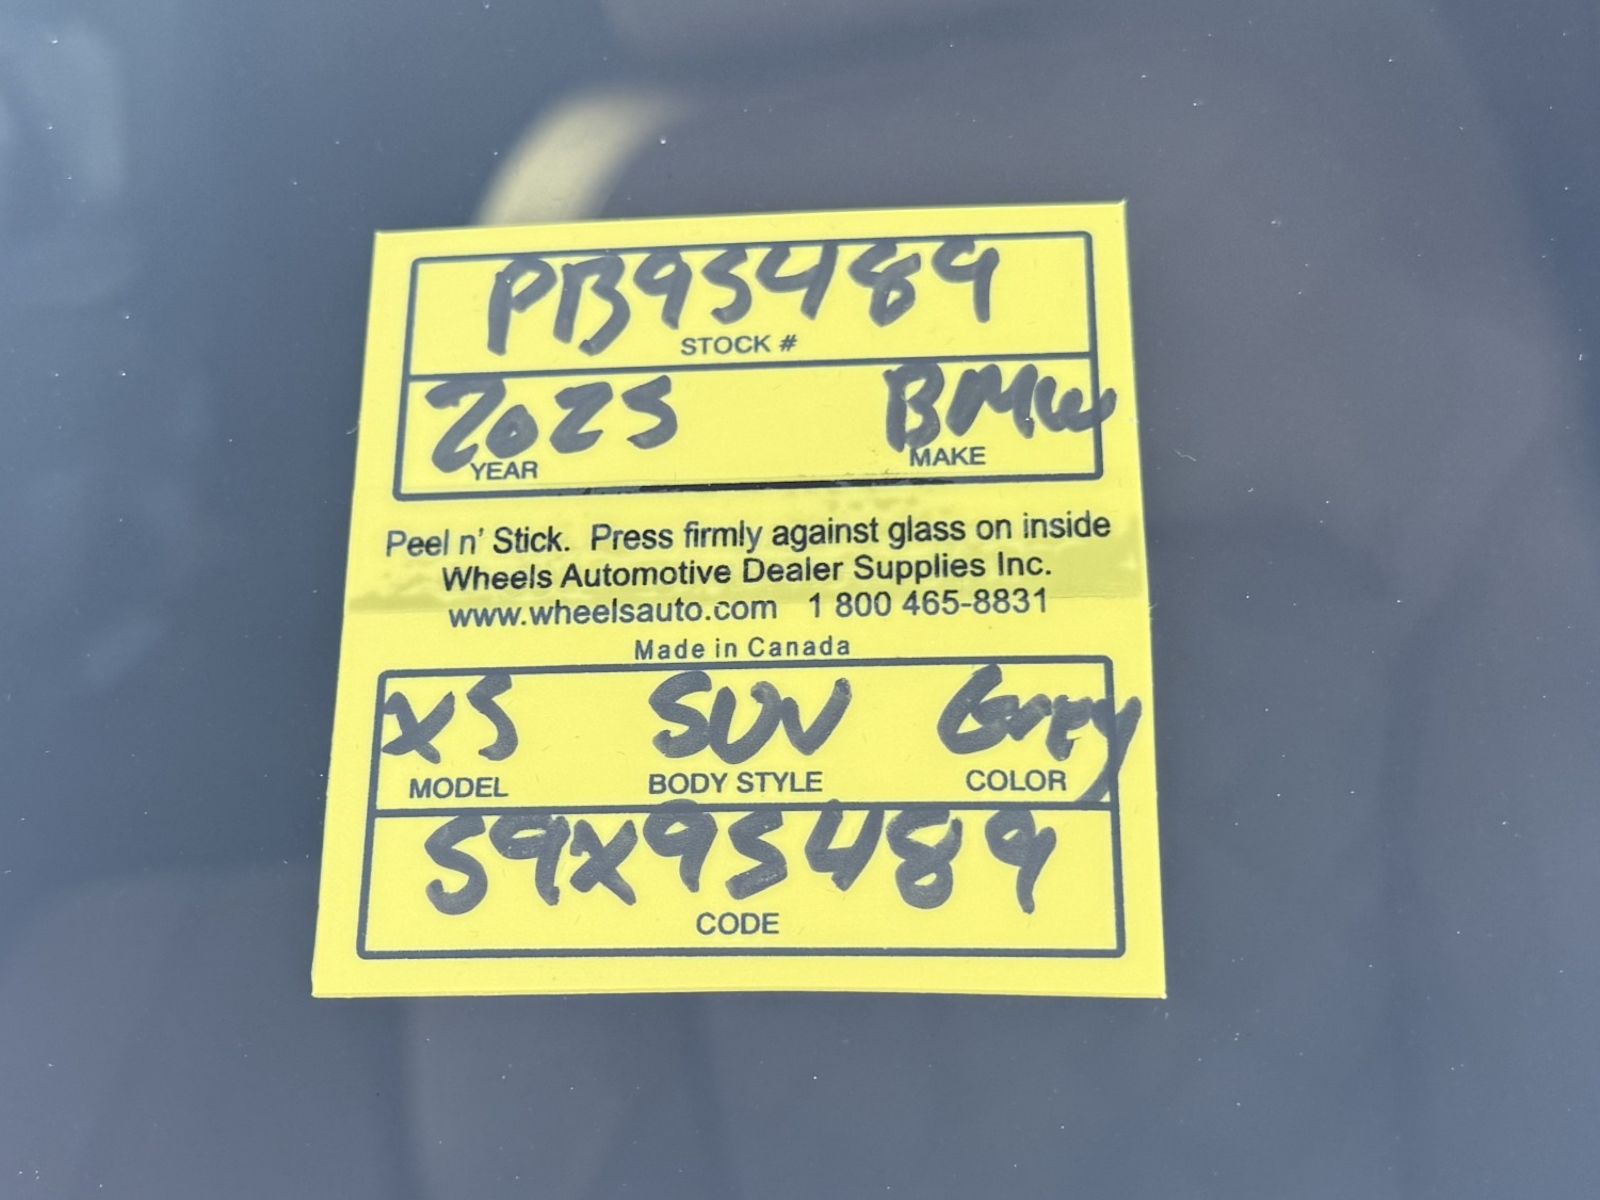 PB95489
STOCK #
2025 BMW
YEAR MAKE
Peel n' Stick. Press firmly against glass on inside
Wheels Automotive Dealer Supplies Inc.
www.wheelsauto.com 1 800 465-8831
Made in Canada
X5 SUV Grey
MODEL BODY STYLE COLOR
S9X95489
CODE